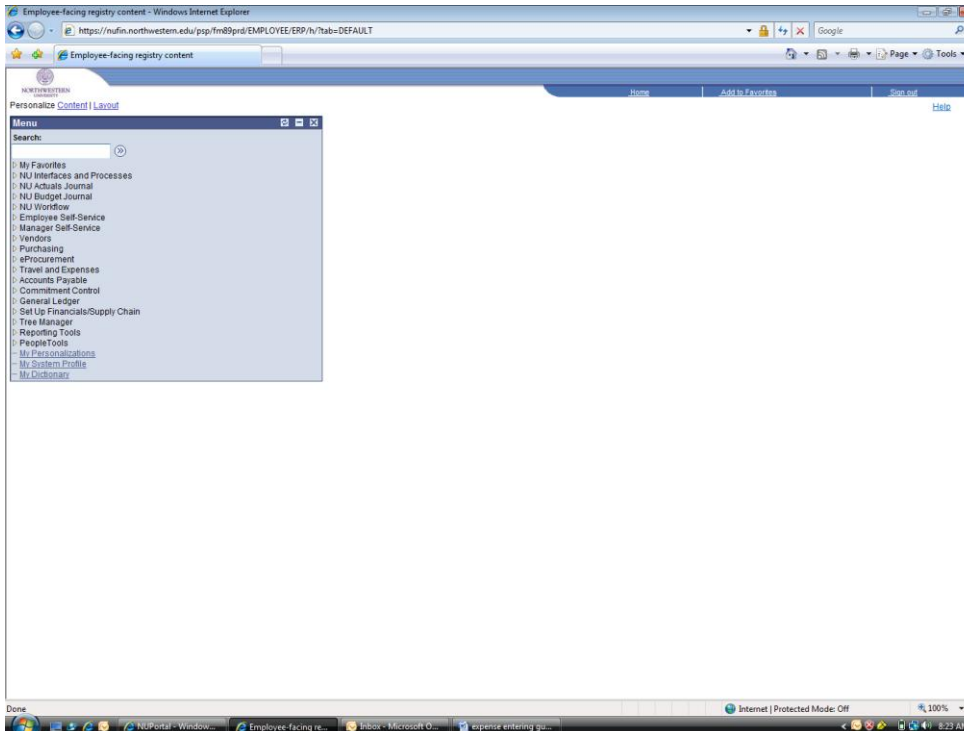 Employee-facing registry content - Windows Internet Explorer
https://nufin.northwestern.edu/psp/fm89prd/EMPLOYEE/ERP/h/?tab=DEFAULT
Google
Employee-facing registry content
Page
Tools
NORTHWESTERN
UNIVERSITY
Home
Add to Favorites
Sign out
Personalize Content | Layout
Help
Menu
Search:
My Favorites
NU Interfaces and Processes
NU Actuals Journal
NU Budget Journal
NU Workflow
Employee Self-Service
Manager Self-Service
Vendors
Purchasing
eProcurement
Travel and Expenses
Accounts Payable
Commitment Control
General Ledger
Set Up Financials/Supply Chain
Tree Manager
Reporting Tools
PeopleTools
My Personalizations
My System Profile
My Dictionary
Done
Internet | Protected Mode: Off
100%
NUPortal - Window...
Employee-facing re...
Inbox - Microsoft O...
expense entering gu...
8:23 AM